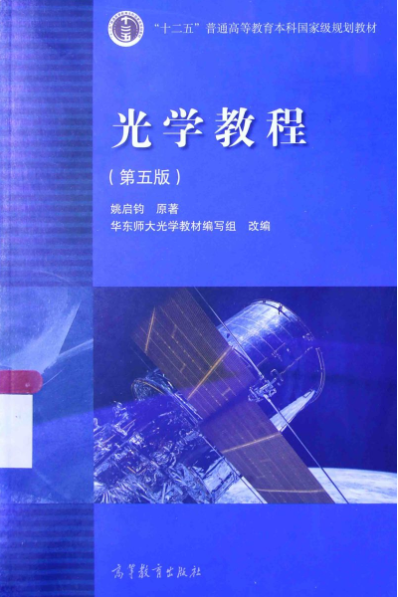 “十二五”普通高等教育本科国家级规划教材
光学教程
（第五版）
姚启钧 原著
华东师大光学教材编写组 改编
高等教育出版社